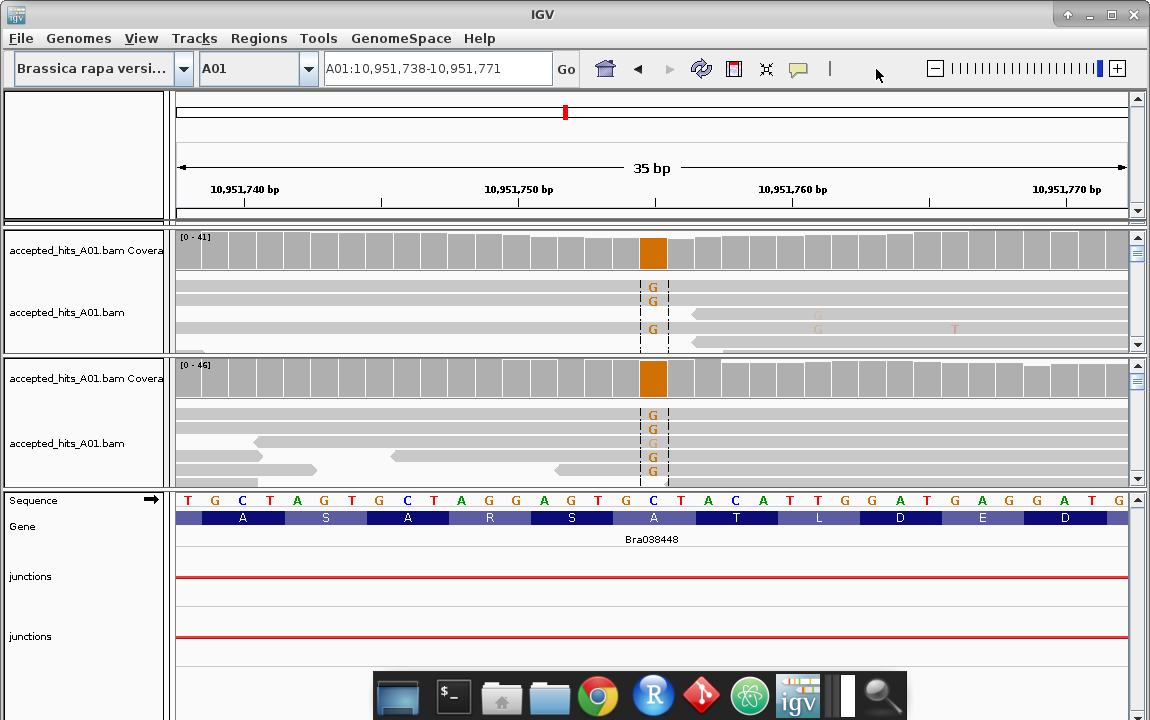 IGV
File Genomes View Tracks Regions Tools GenomeSpace Help
Brassica rapa versi... A01 A01:10,951,738-10,951,771 Go
35 bp
10,951,740 bp 10,951,750 bp 10,951,760 bp 10,951,770 bp
[0 - 41]
accepted_hits_A01.bam Covera
G
G
accepted_hits_A01.bam
G
G G T
[0 - 46]
accepted_hits_A01.bam Covera
G
G
accepted_hits_A01.bam G
G
G
Sequence T G C T A G T G C T A G G A G T G C T A C A T T G G A T G A G G A T G
Gene A S A R S A T L D E D
Bra038448
junctions
junctions
$_
R
igv